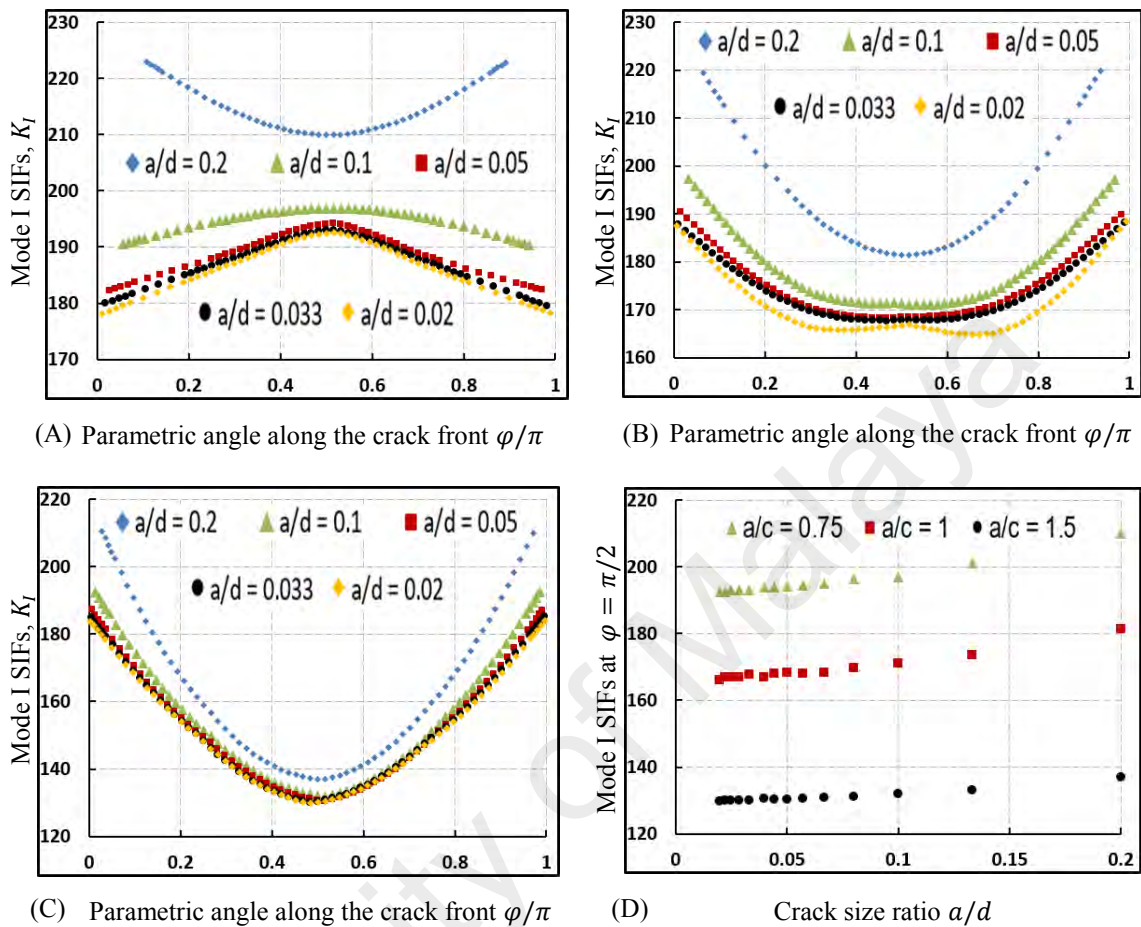 230
220
210
200
190
180
170
Mode I SIFs, K_I
a/d = 0.2 a/d = 0.1 a/d = 0.05
a/d = 0.033 a/d = 0.02
0 0.2 0.4 0.6 0.8 1
(A) Parametric angle along the crack front φ/π
230
220
210
200
190
180
170
160
Mode I SIFs, K_I
a/d = 0.2 a/d = 0.1 a/d = 0.05
a/d = 0.033 a/d = 0.02
0 0.2 0.4 0.6 0.8 1
(B) Parametric angle along the crack front φ/π
220
200
180
160
140
120
Mode I SIFs, K_I
a/d = 0.2 a/d = 0.1 a/d = 0.05
a/d = 0.033 a/d = 0.02
0 0.2 0.4 0.6 0.8 1
(C) Parametric angle along the crack front φ/π
220
200
180
160
140
120
Mode I SIFs at φ = π/2
a/c = 0.75 a/c = 1 a/c = 1.5
0 0.05 0.1 0.15 0.2
(D) Crack size ratio a/d
ity of Malaya